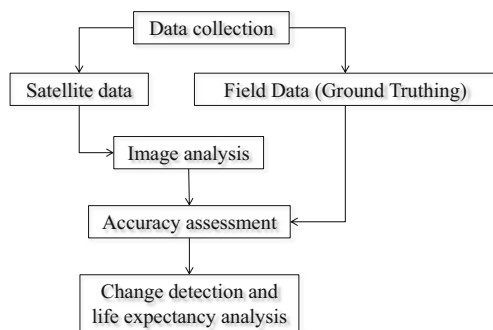 Data collection
Satellite data
Field Data (Ground Truthing)
Image analysis
Accuracy assessment
Change detection and
life expectancy analysis